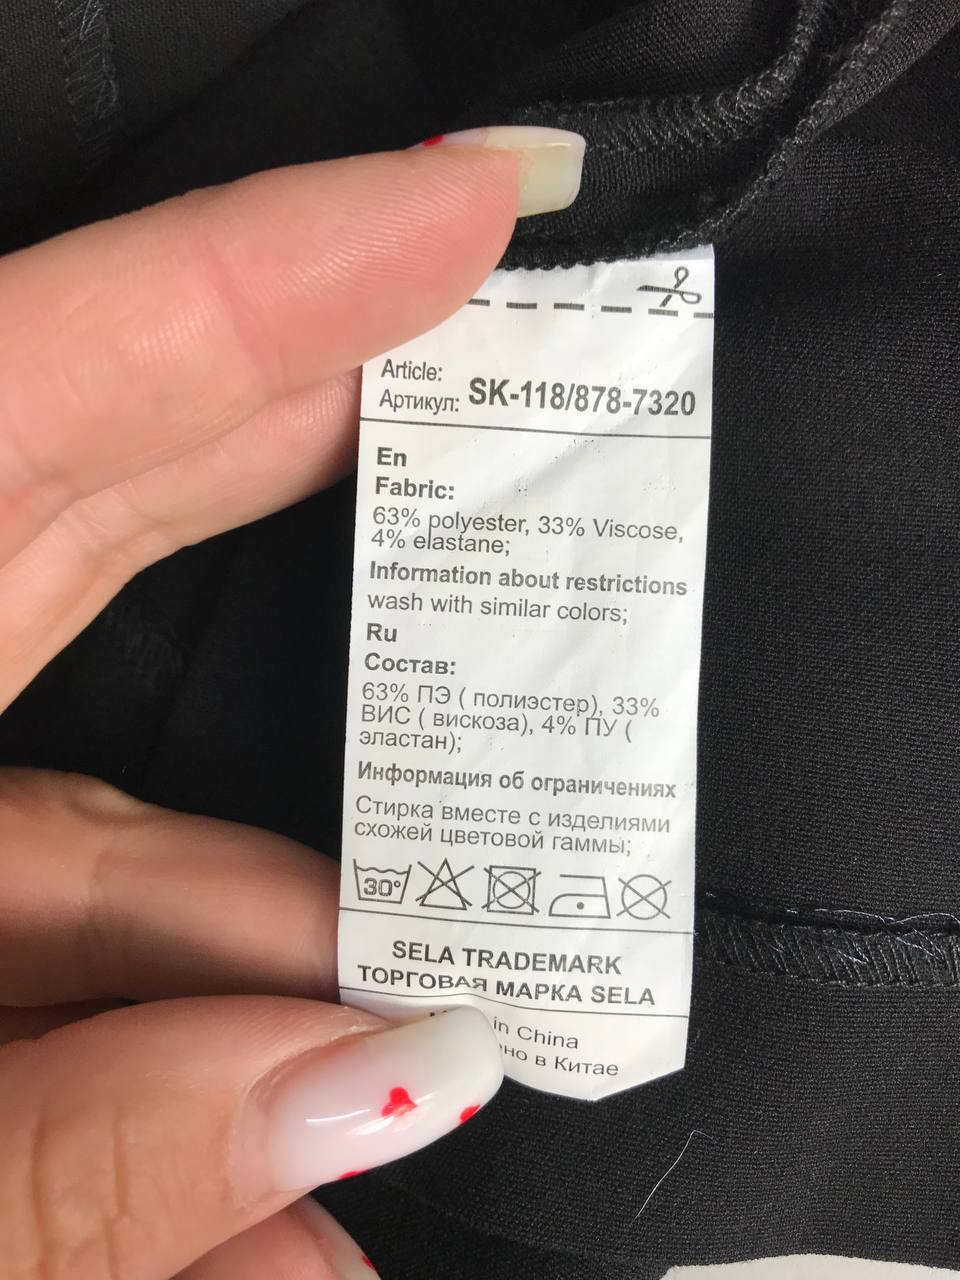 Article:
Артикул: SK-118/878-7320
En
Fabric:
63% polyester, 33% Viscose,
4% elastane;
Information about restrictions
wash with similar colors;
Ru
Состав:
63% ПЭ ( полиэстер), 33%
ВИС ( вискоза), 4% ПУ (
эластан);
Информация об ограничениях
Стирка вместе с изделиями
схожей цветовой гаммы;
30°
SELA TRADEMARK
ТОРГОВАЯ МАРКА SELA
in China
в Китае